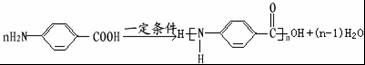 nH₂N COOH 一定条件 H[N C]ₙOH+(n-1)H₂O
O
H